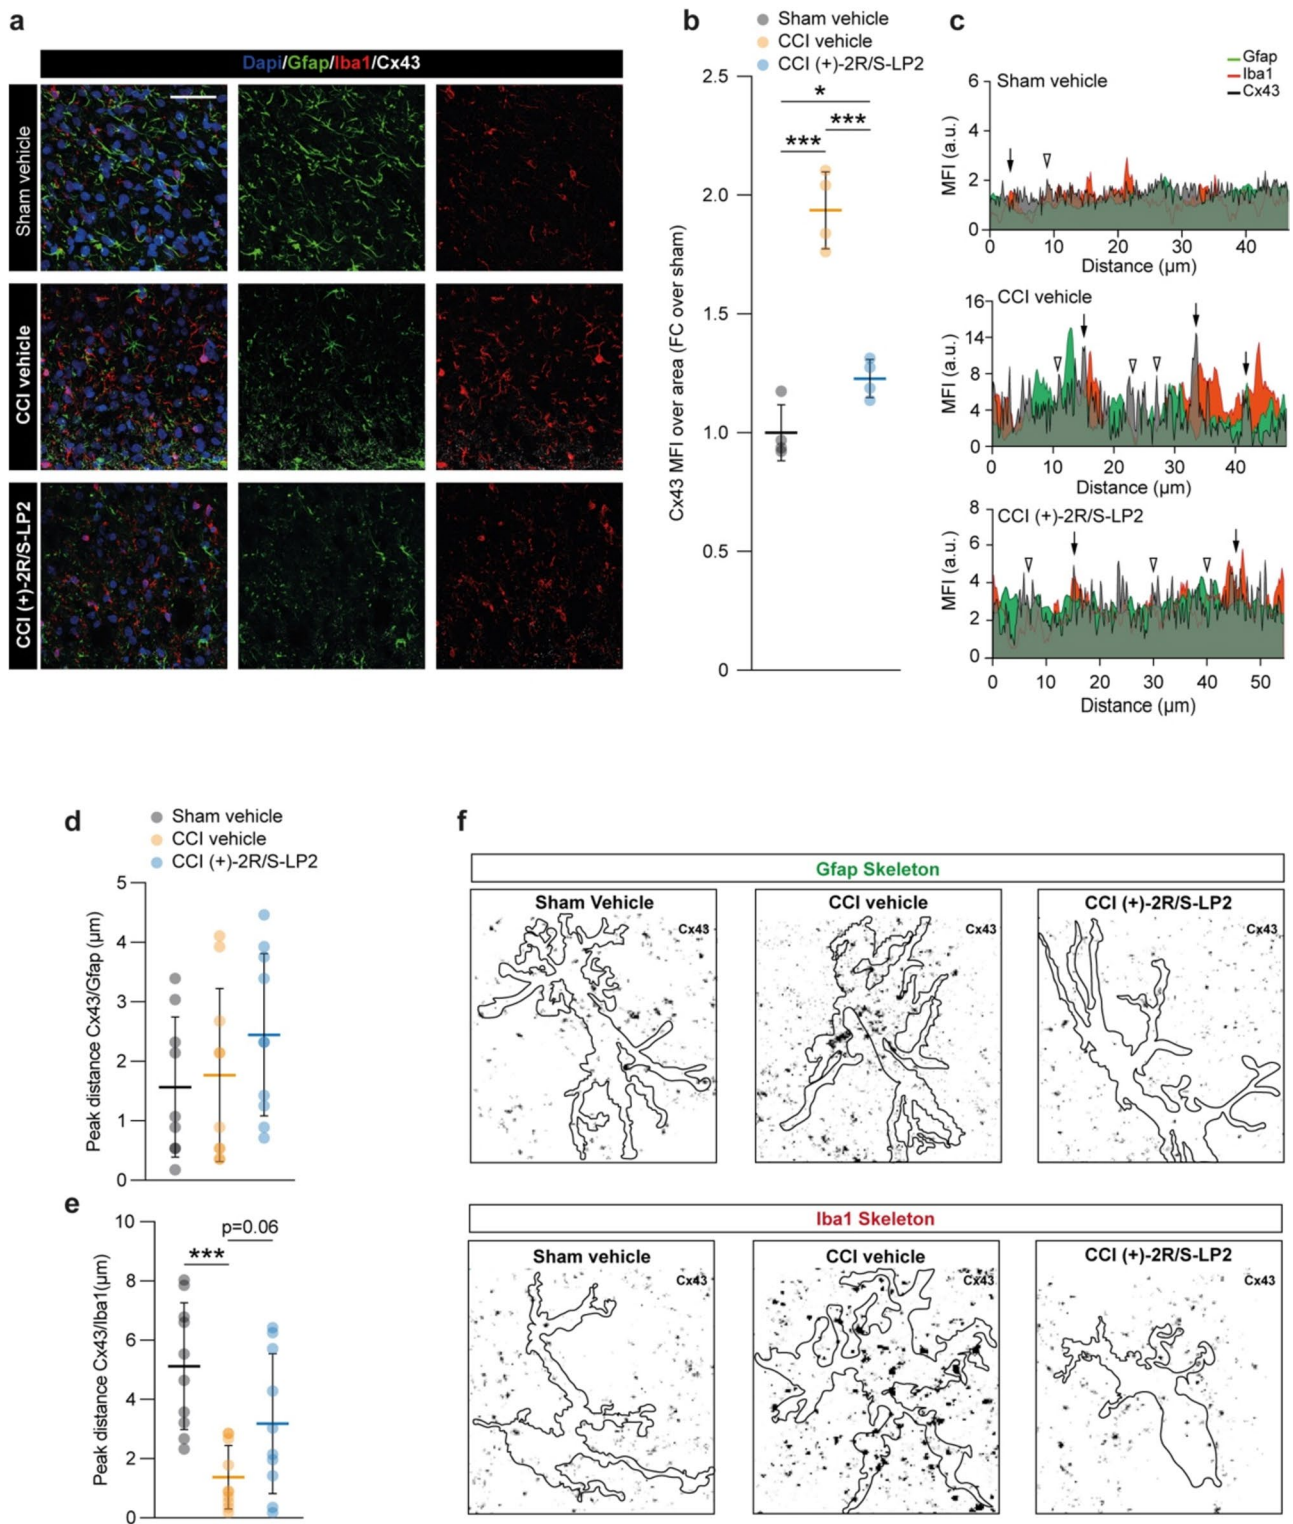 a
Dapi/Gfap/Iba1/Cx43
Sham vehicle
CCI vehicle
CCI (+)-2R/S-LP2
b
Sham vehicle
CCI vehicle
CCI (+)-2R/S-LP2
Cx43 MFI over area (FC over sham)
2.5
2.0
1.5
1.0
0.5
0
*
***
***
c
Gfap
Iba1
Cx43
Sham vehicle
MFI (a.u.)
6
4
2
0
0 10 20 30 40
Distance (µm)
CCI vehicle
MFI (a.u.)
16
14
8
4
0
0 10 20 30 40
Distance (µm)
CCI (+)-2R/S-LP2
MFI (a.u.)
8
6
4
2
0
0 10 20 30 40 50
Distance (µm)
d
Sham vehicle
CCI vehicle
CCI (+)-2R/S-LP2
Peak distance Cx43/Gfap (µm)
5
4
3
2
1
0
e
Peak distance Cx43/Iba1(µm)
10
8
6
4
2
0
***
p=0.06
f
Gfap Skeleton
Sham Vehicle
Cx43
CCI vehicle
Cx43
CCI (+)-2R/S-LP2
Cx43
Iba1 Skeleton
Sham vehicle
Cx43
CCI vehicle
Cx43
CCI (+)-2R/S-LP2
Cx43